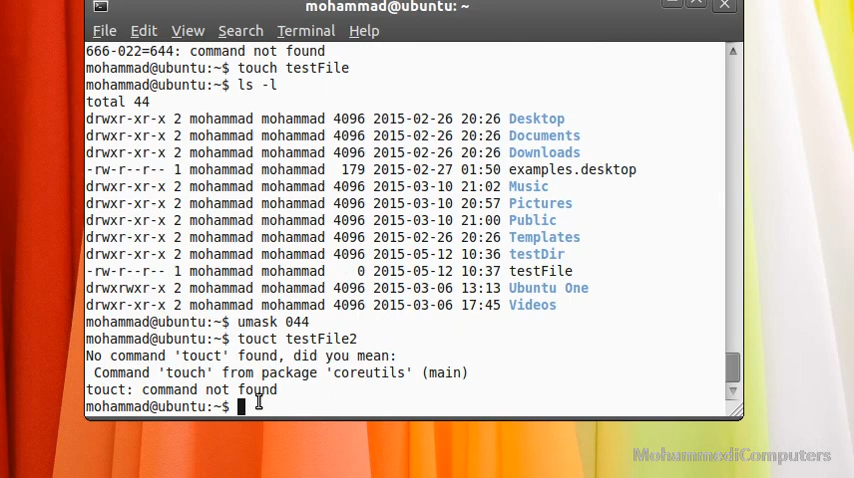 mohammad@ubuntu: ~
File Edit View Search Terminal Help
666-022=644: command not found
mohammad@ubuntu:~$ touch testFile
mohammad@ubuntu:~$ ls -l
total 44
drwxr-xr-x 2 mohammad mohammad 4096 2015-02-26 20:26 Desktop
drwxr-xr-x 2 mohammad mohammad 4096 2015-02-26 20:26 Documents
drwxr-xr-x 2 mohammad mohammad 4096 2015-02-26 20:26 Downloads
-rw-r--r-- 1 mohammad mohammad  179 2015-02-27 01:50 examples.desktop
drwxr-xr-x 2 mohammad mohammad 4096 2015-03-10 21:02 Music
drwxr-xr-x 2 mohammad mohammad 4096 2015-03-10 20:57 Pictures
drwxr-xr-x 2 mohammad mohammad 4096 2015-03-10 21:00 Public
drwxr-xr-x 2 mohammad mohammad 4096 2015-02-26 20:26 Templates
drwxr-xr-x 2 mohammad mohammad 4096 2015-05-12 10:36 testDir
-rw-r--r-- 1 mohammad mohammad    0 2015-05-12 10:37 testFile
drwxrwxr-x 2 mohammad mohammad 4096 2015-03-06 13:13 Ubuntu One
drwxr-xr-x 2 mohammad mohammad 4096 2015-03-06 17:45 Videos
mohammad@ubuntu:~$ umask 044
mohammad@ubuntu:~$ touct testFile2
No command 'touct' found, did you mean:
 Command 'touch' from package 'coreutils' (main)
touct: command not found
mohammad@ubuntu:~$
MohammediComputers